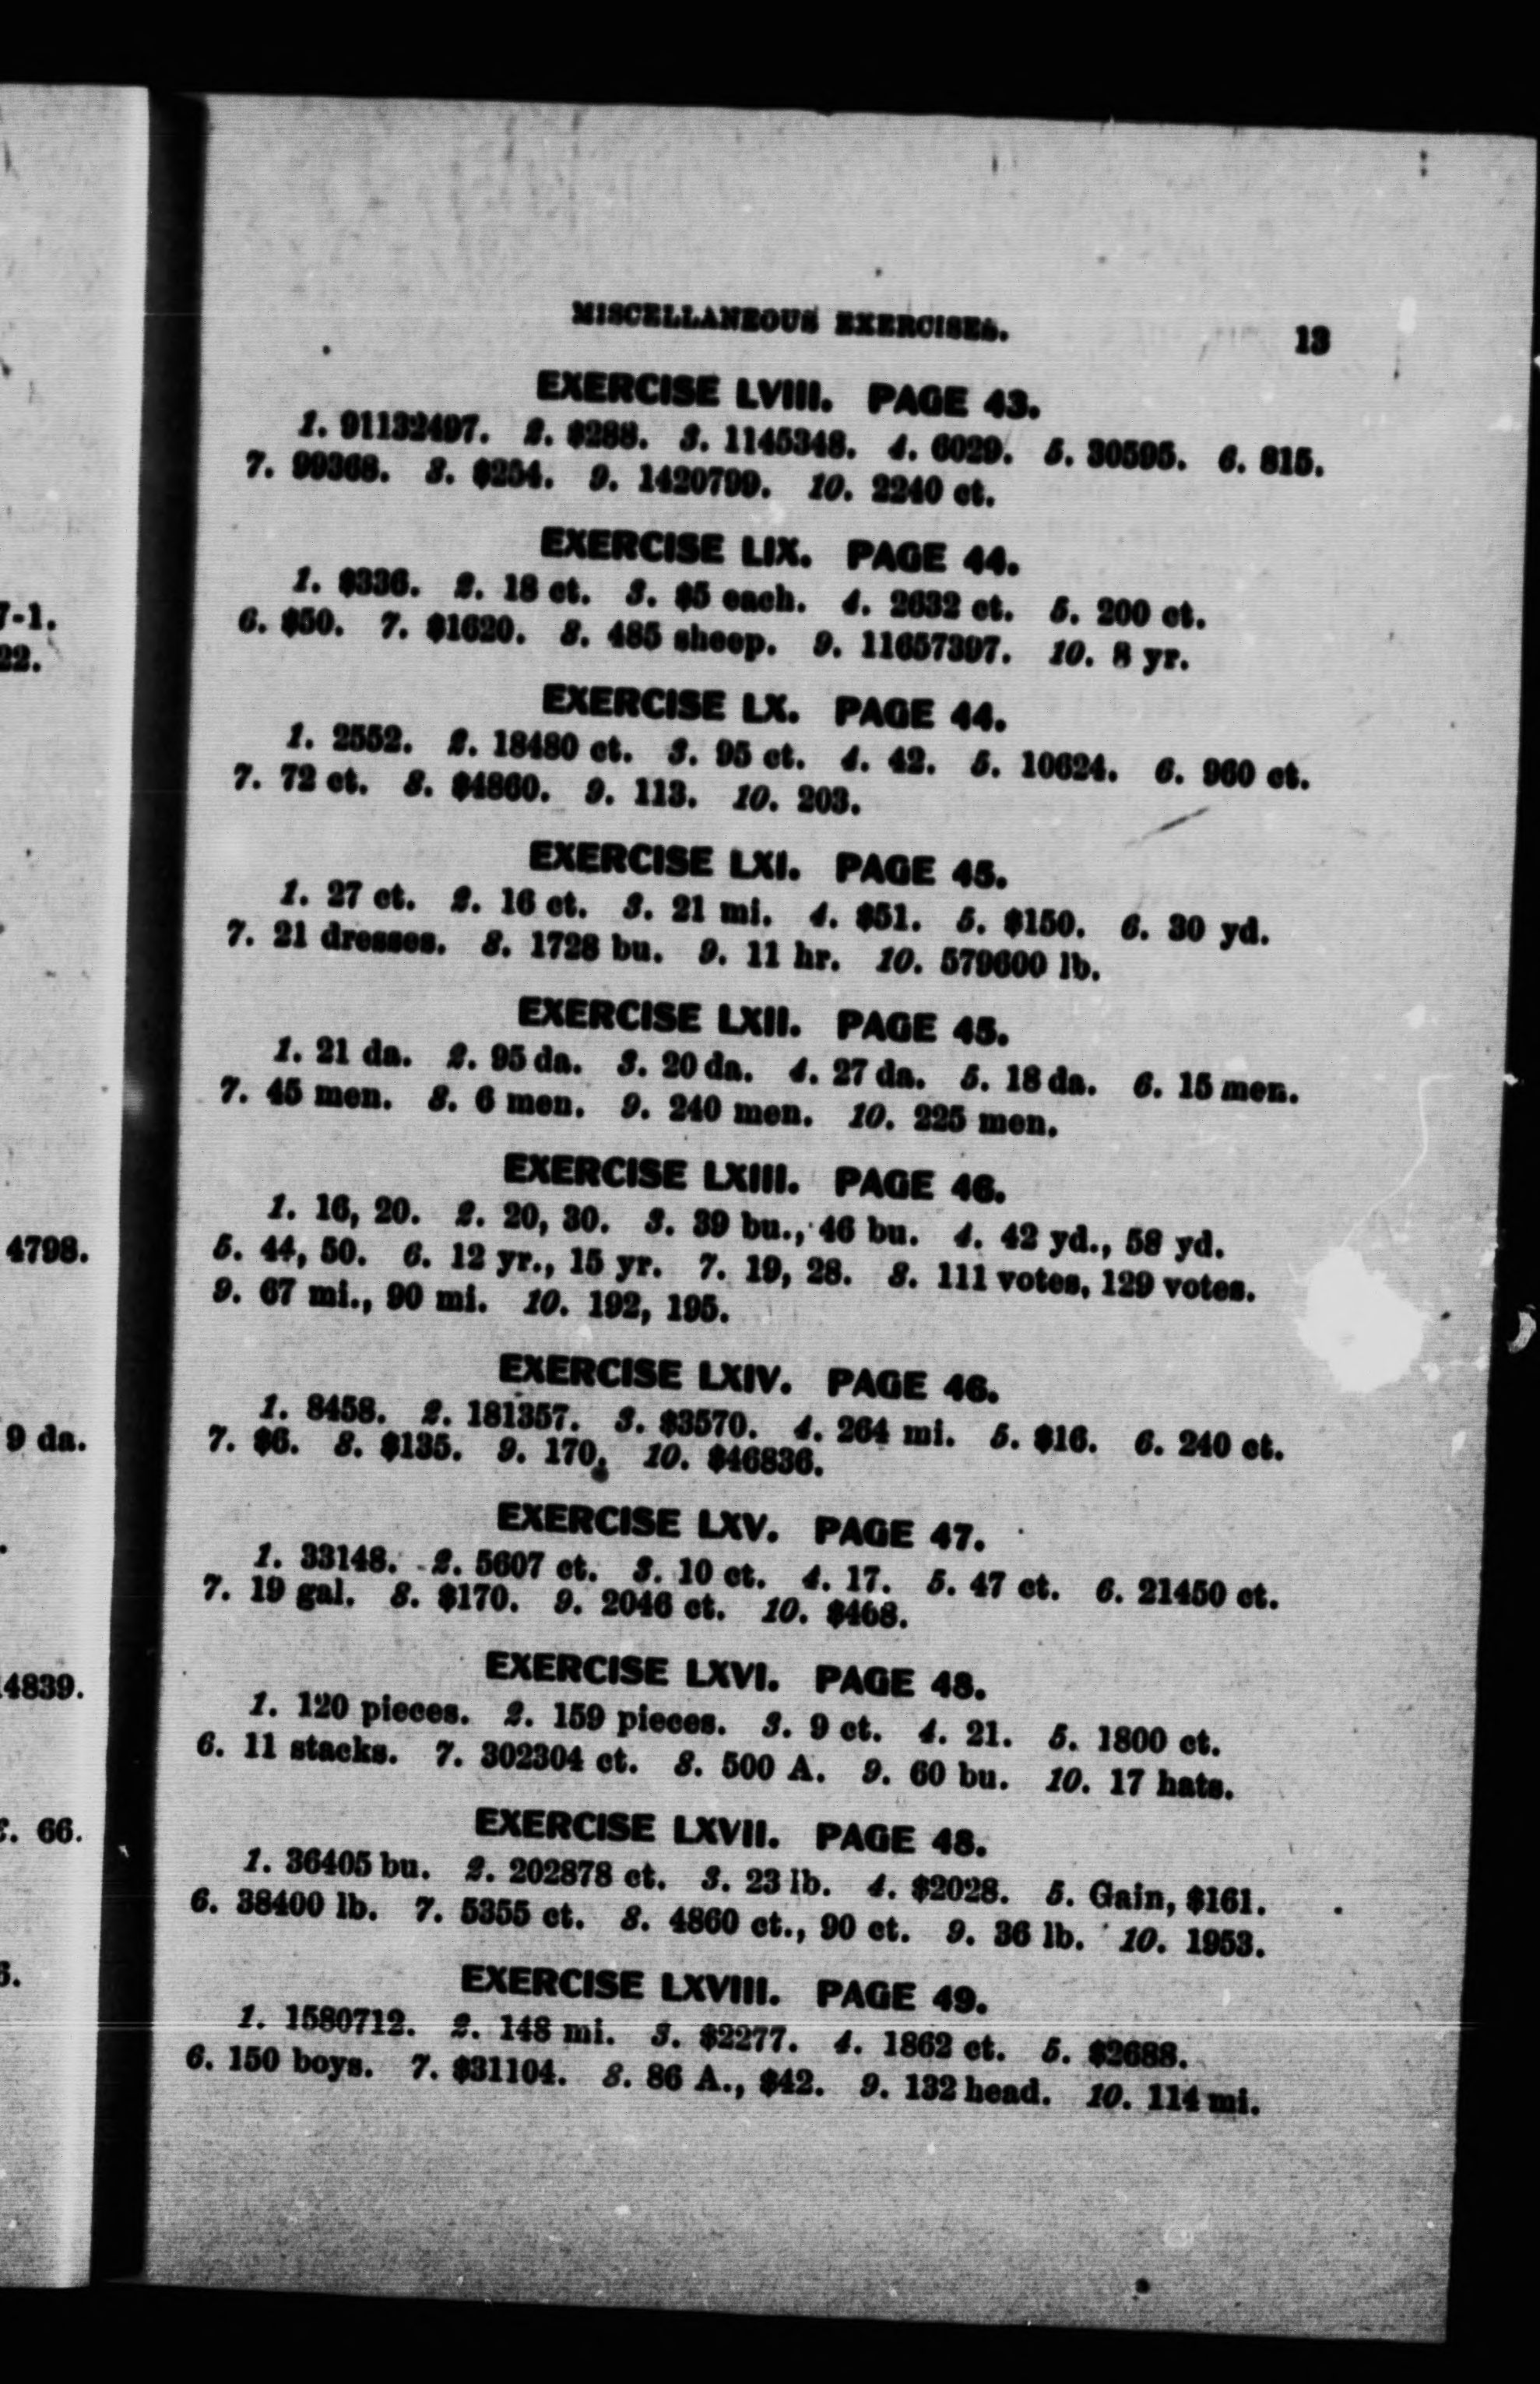 MISCELLANEOUS EXERCISES. 13
EXERCISE LVIII. PAGE 43.
1. 91132497. 2. $288. 3. 1145348. 4. 6029. 5. 30595. 6. 815.
7. 99368. 8. $254. 9. 1420799. 10. 2240 ct.
EXERCISE LIX. PAGE 44.
1. $336. 2. 18 ct. 3. $5 each. 4. 2632 ct. 5. 200 ct.
6. $50. 7. $1620. 8. 485 sheep. 9. 11657397. 10. 8 yr.
EXERCISE LX. PAGE 44.
1. 2552. 2. 18480 ct. 3. 95 ct. 4. 42. 5. 10624. 6. 960 ct.
7. 72 ct. 8. $4860. 9. 113. 10. 203.
EXERCISE LXI. PAGE 45.
1. 27 ct. 2. 16 ct. 3. 21 mi. 4. $51. 5. $150. 6. 30 yd.
7. 21 dresses. 8. 1728 bu. 9. 11 hr. 10. 579600 lb.
EXERCISE LXII. PAGE 45.
1. 21 da. 2. 95 da. 3. 20 da. 4. 27 da. 5. 18 da. 6. 15 men.
7. 45 men. 8. 6 men. 9. 240 men. 10. 225 men.
EXERCISE LXIII. PAGE 46.
1. 16, 20. 2. 20, 30. 3. 39 bu., 46 bu. 4. 42 yd., 58 yd.
5. 44, 50. 6. 12 yr., 15 yr. 7. 19, 28. 8. 111 votes, 129 votes.
9. 67 mi., 90 mi. 10. 192, 195.
EXERCISE LXIV. PAGE 46.
1. 8458. 2. 181357. 3. $3570. 4. 264 mi. 5. $16. 6. 240 ct.
7. $6. 8. $135. 9. 170. 10. $46836.
EXERCISE LXV. PAGE 47.
1. 33148. 2. 5607 ct. 3. 10 ct. 4. 17. 5. 47 ct. 6. 21450 ct.
7. 19 gal. 8. $170. 9. 2046 ct. 10. $468.
EXERCISE LXVI. PAGE 48.
1. 120 pieces. 2. 159 pieces. 3. 9 ct. 4. 21. 5. 1800 ct.
6. 11 stacks. 7. 302304 ct. 8. 500 A. 9. 60 bu. 10. 17 hats.
EXERCISE LXVII. PAGE 48.
1. 36405 bu. 2. 202878 ct. 3. 23 lb. 4. $2028. 5. Gain, $161.
6. 38400 lb. 7. 5355 ct. 8. 4860 ct., 90 ct. 9. 36 lb. 10. 1953.
EXERCISE LXVIII. PAGE 49.
1. 1580712. 2. 148 mi. 3. $2277. 4. 1862 ct. 5. $2688.
6. 150 boys. 7. $31104. 8. 86 A., $42. 9. 132 head. 10. 114 mi.